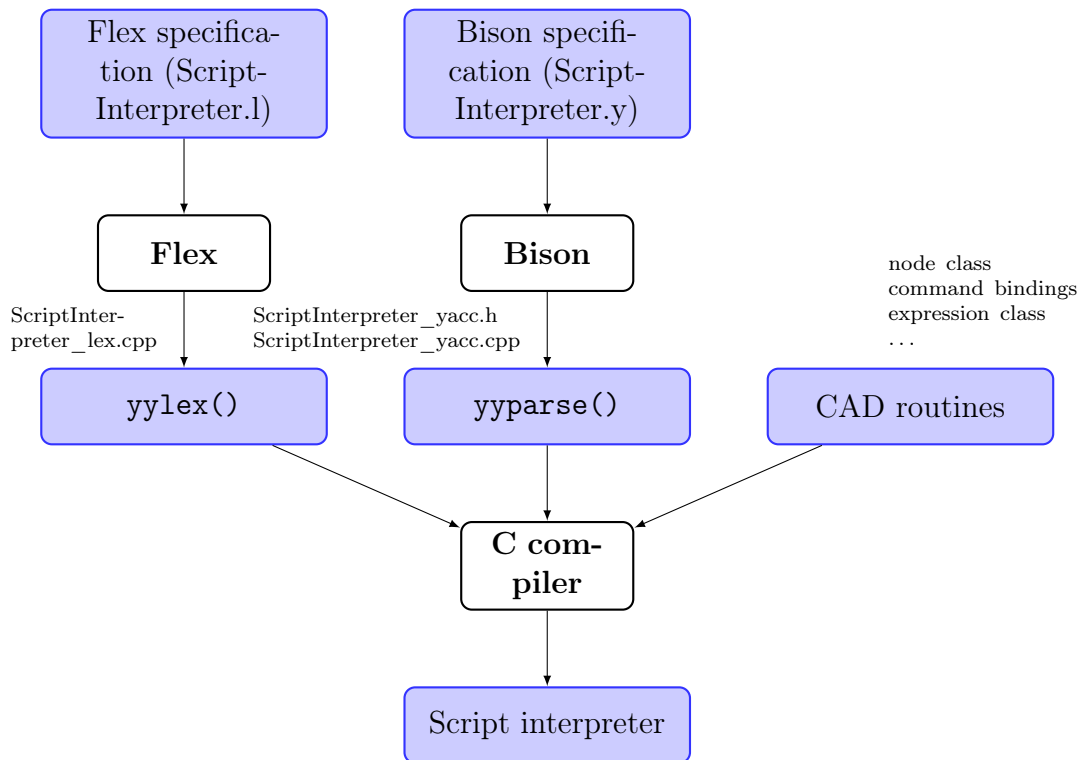 Flex specifica-
tion (Script-
Interpreter.l)
Bison specifi-
cation (Script-
Interpreter.y)
Flex
Bison
node class
command bindings
expression class
...
ScriptInter-
preter_lex.cpp
ScriptInterpreter_yacc.h
ScriptInterpreter_yacc.cpp
yylex()
yyparse()
CAD routines
C com-
piler
Script interpreter